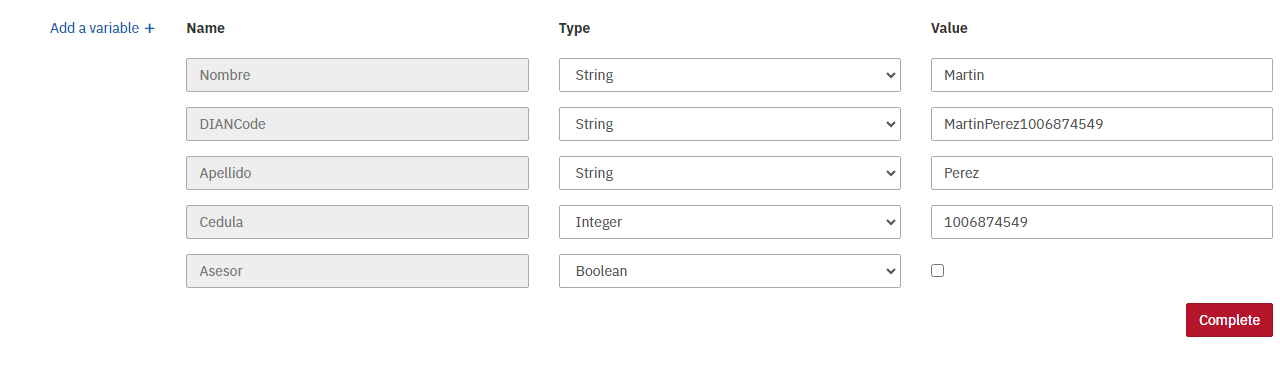 Add a variable + Name Type Value
Nombre String Martin
DIANCode String MartinPerez1006874549
Apellido String Perez
Cedula Integer 1006874549
Asesor Boolean
Complete